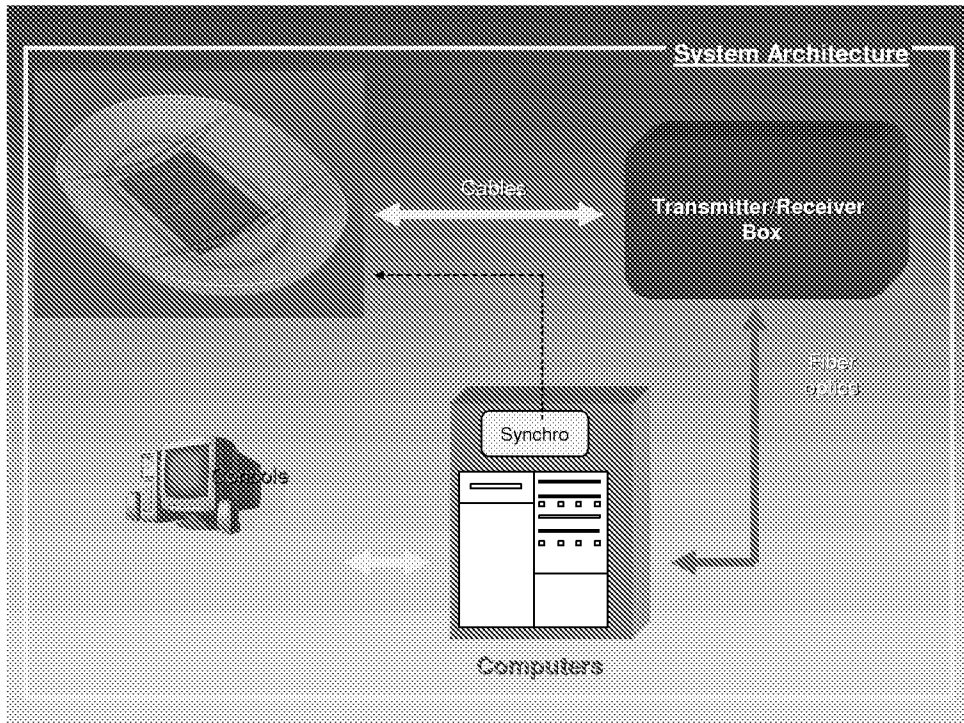 System Architecture
Cables
Transmitter/Receiver
Box
Fiber
optics
Synchro
Console
Computers